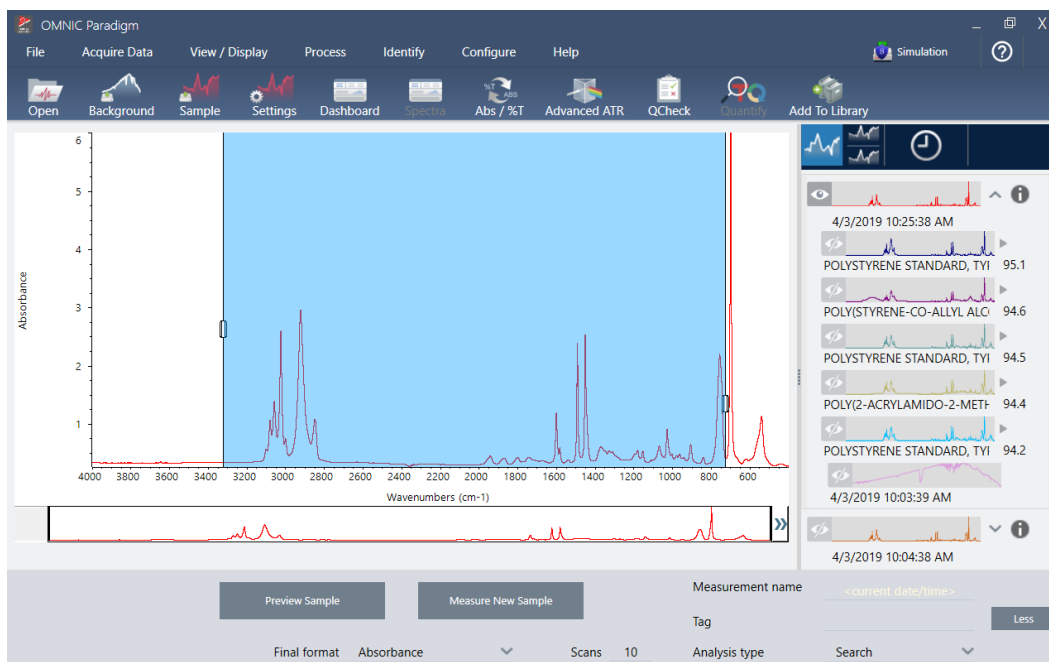 OMNIC Paradigm
File Acquire Data View / Display Process Identify Configure Help Simulation ?
%T ABS
Open Background Sample Settings Dashboard Spectra Abs / %T Advanced ATR QCheck Quantify Add To Library
6
5
4
3
2
1
Absorbance
4000 3800 3600 3400 3200 3000 2800 2600 2400 2200 2000 1800 1600 1400 1200 1000 800 600
Wavenumbers (cm-1)
4/3/2019 10:25:38 AM
POLYSTYRENE STANDARD, TYI 95.1
POLY(STYRENE-CO-ALLYL ALC( 94.6
POLYSTYRENE STANDARD, TYI 94.5
POLY(2-ACRYLAMIDO-2-METH 94.4
POLYSTYRENE STANDARD, TYI 94.2
4/3/2019 10:03:39 AM
4/3/2019 10:04:38 AM
Preview Sample Measure New Sample Measurement name <current date/time>
Tag Less
Final format Absorbance Scans 10 Analysis type Search